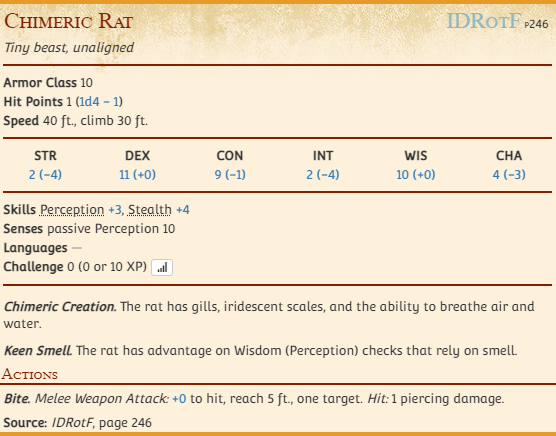 Chimeric Rat IDRotF p246
Tiny beast, unaligned
Armor Class 10
Hit Points 1 (1d4 − 1)
Speed 40 ft., climb 30 ft.
STR DEX CON INT WIS CHA
2 (−4) 11 (+0) 9 (−1) 2 (−4) 10 (+0) 4 (−3)
Skills Perception +3, Stealth +4
Senses passive Perception 10
Languages —
Challenge 0 (0 or 10 XP)
Chimeric Creation. The rat has gills, iridescent scales, and the ability to breathe air and
water.
Keen Smell. The rat has advantage on Wisdom (Perception) checks that rely on smell.
Actions
Bite. Melee Weapon Attack: +0 to hit, reach 5 ft., one target. Hit: 1 piercing damage.
Source: IDRotF, page 246